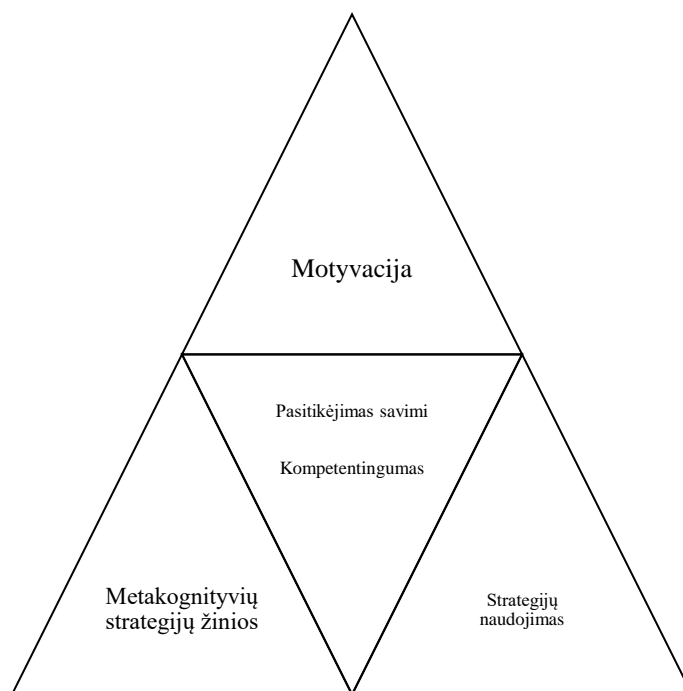 Motyvacija
Pasitikėjimas savimi
Kompetentingumas
Metakognityvių
strategijų žinios
Strategijų
naudojimas